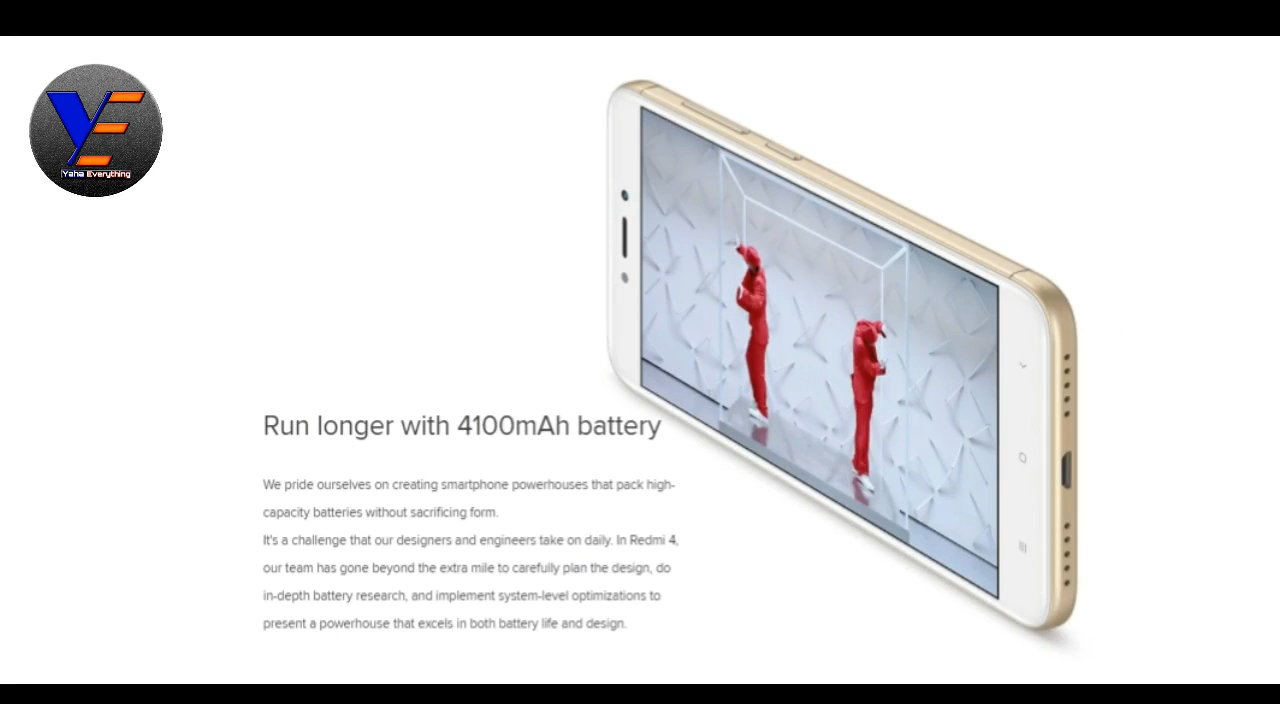 YE
Yaha Everything
Run longer with 4100mAh battery
We pride ourselves on creating smartphone powerhouses that pack high-
capacity batteries without sacrificing form.
It's a challenge that our designers and engineers take on daily. In Redmi 4,
our team has gone beyond the extra mile to carefully plan the design, do
in-depth battery research, and implement system-level optimizations to
present a powerhouse that excels in both battery life and design.